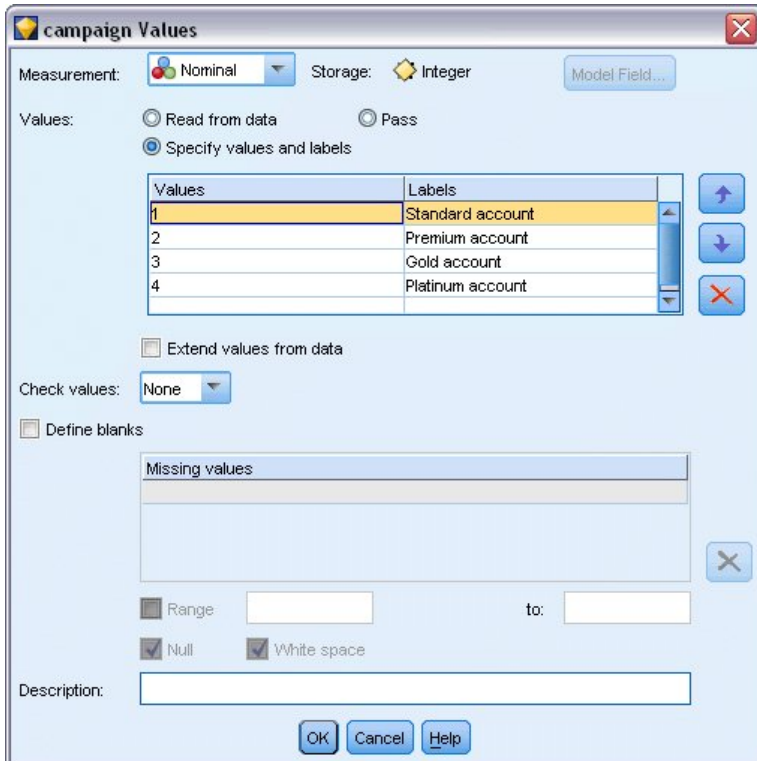 campaign Values
Measurement: Nominal Storage: Integer Model Field...
Values: Read from data Pass
Specify values and labels
Values Labels
1 Standard account
2 Premium account
3 Gold account
4 Platinum account
Extend values from data
Check values: None
Define blanks
Missing values
Range to:
Null White space
Description:
OK Cancel Help